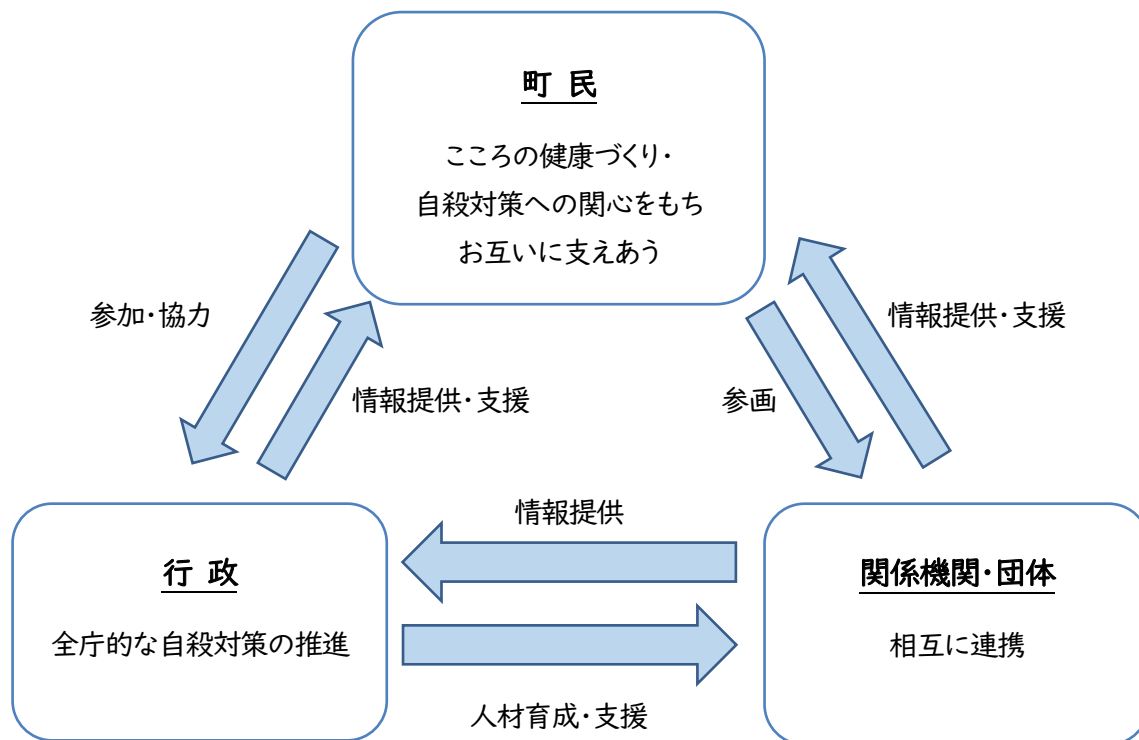 町 民
こころの健康づくり・
自殺対策への関心をもち
お互いに支えあう
参加・協力
情報提供・支援
情報提供・支援
参画
情報提供
行 政
全庁的な自殺対策の推進
関係機関・団体
相互に連携
人材育成・支援